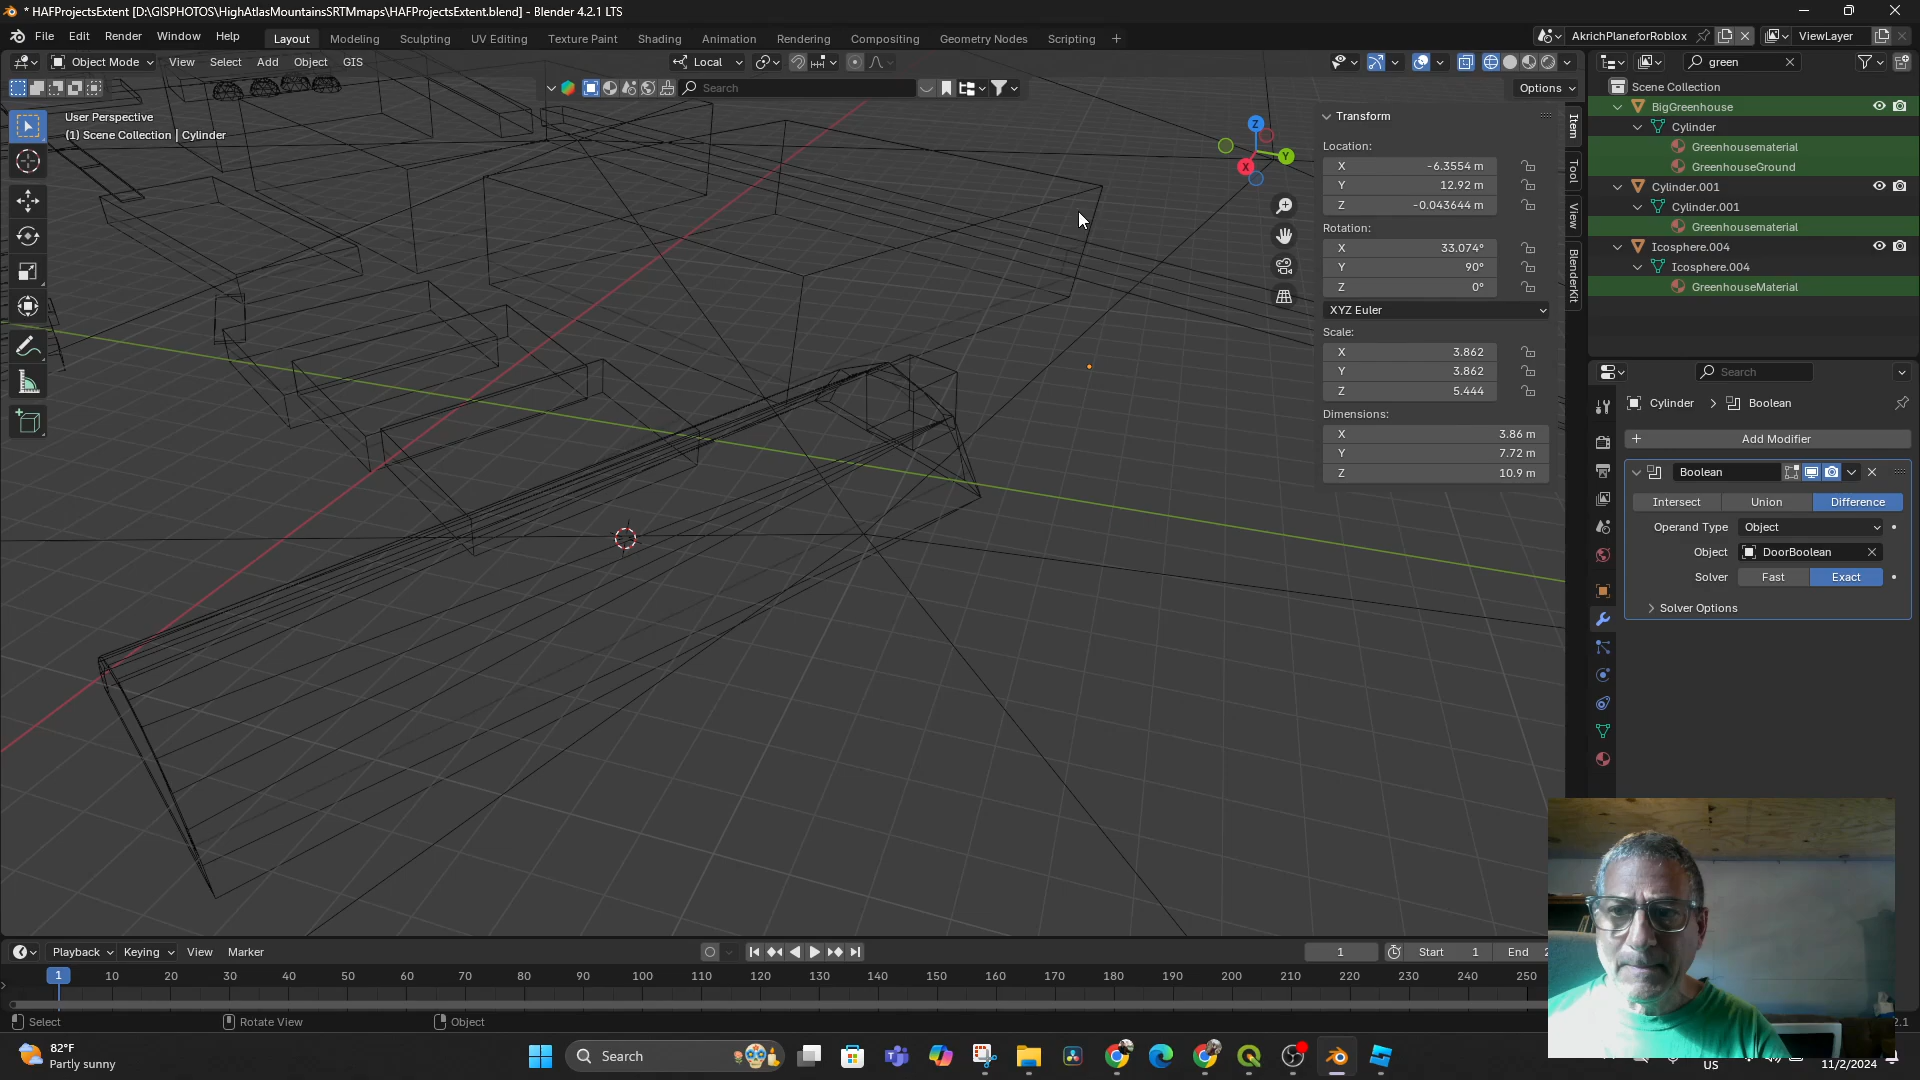 * HAFProjectsExtent [D:\GISPHOTOS\HighAtlasMountainsSRTMmaps\HAFProjectsExtent.blend] - Blender 4.2.1 LTS
File Edit Render Window Help Layout Modeling Sculpting UV Editing Texture Paint Shading Animation Rendering Compositing Geometry Nodes Scripting + AkrichPlaneforRoblox ViewLayer
Object Mode View Select Add Object GIS Local green
Search Options Scene Collection
User Perspective
(1) Scene Collection | Cylinder
Z
Y
X
Transform
Location:
X -6.3554 m
Y 12.92 m
Z -0.043644 m
Rotation:
X 33.074°
Y 90°
Z 0°
XYZ Euler
Scale:
X 3.862
Y 3.862
Z 5.444
Dimensions:
X 3.86 m
Y 7.72 m
Z 10.9 m
Item
Tool
View
BlenderKit
BigGreenhouse
Cylinder
Greenhousematerial
GreenhouseGround
Cylinder.001
Cylinder.001
Greenhousematerial
Icosphere.004
Icosphere.004
GreenhouseMaterial
Search
Cylinder > Boolean
+ Add Modifier
Boolean
Intersect Union Difference
Operand Type Object
Object DoorBoolean
Solver Fast Exact
Solver Options
Playback Keying View Marker 1 Start 1 End 2
1 10 20 30 40 50 60 70 80 90 100 110 120 130 140 150 160 170 180 190 200 210 220 230 240 250
Select Rotate View Object 2.1
82°F
Partly sunny
Search
US
11/2/2024